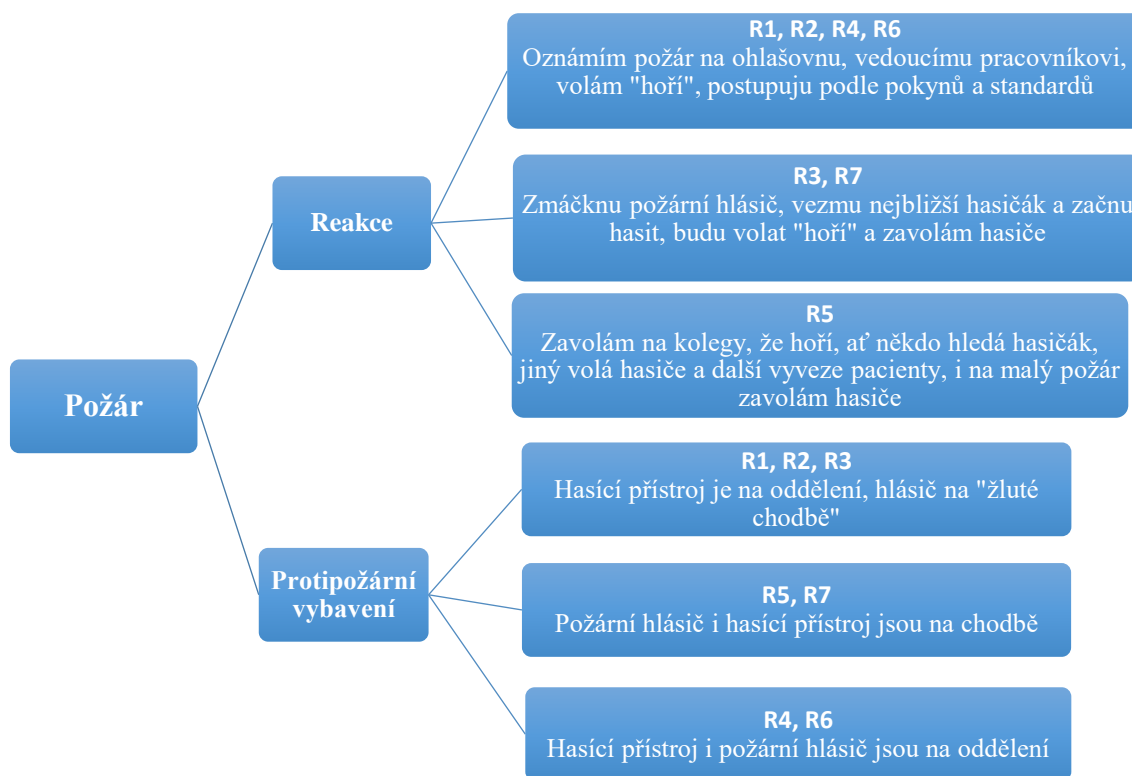 Požár
Reakce
R1, R2, R4, R6
Oznámím požár na ohlašovnu, vedoucímu pracovníkovi,
volám "hoří", postupuju podle pokynů a standardů
R3, R7
Zmáčknu požární hlásič, vezmu nejbližší hasičák a začnu
hasit, budu volat "hoří" a zavolám hasiče
R5
Zavolám na kolegy, že hoří, ať někdo hledá hasičák,
jiný volá hasiče a další vyveze pacienty, i na malý požár
zavolám hasiče
Protipožární
vybavení
R1, R2, R3
Hasící přístroj je na oddělení, hlásič na "žluté
chodbě"
R5, R7
Požární hlásič i hasící přístroj jsou na chodbě
R4, R6
Hasící přístroj i požární hlásič jsou na oddělení